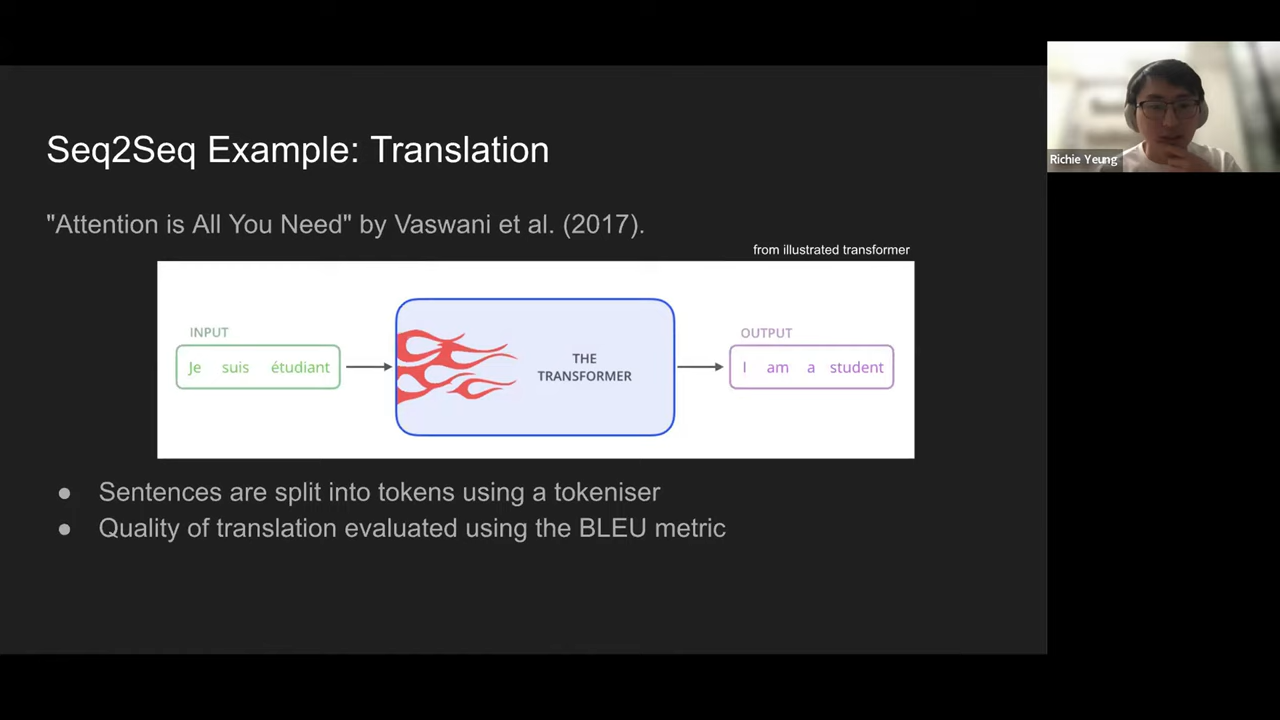 Seq2Seq Example: Translation
"Attention is All You Need" by Vaswani et al. (2017).
from illustrated transformer
INPUT
Je suis étudiant
THE
TRANSFORMER
OUTPUT
I am a student
● Sentences are split into tokens using a tokeniser
● Quality of translation evaluated using the BLEU metric
Richie Yeung